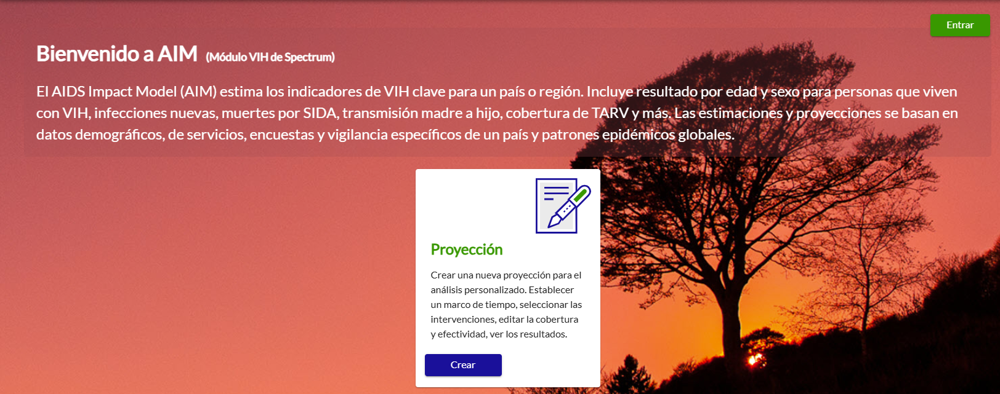 Entrar
Bienvenido a AIM (Módulo VIH de Spectrum)
El AIDS Impact Model (AIM) estima los indicadores de VIH clave para un país o región. Incluye resultado por edad y sexo para personas que viven
con VIH, infecciones nuevas, muertes por SIDA, transmisión madre a hijo, cobertura de TARV y más. Las estimaciones y proyecciones se basan en
datos demográficos, de servicios, encuestas y vigilancia específicos de un país y patrones epidémicos globales.
Proyección
Crear una nueva proyección para el
análisis personalizado. Establecer
un marco de tiempo, seleccionar las
intervenciones, editar la cobertura
y efectividad, ver los resultados.
Crear